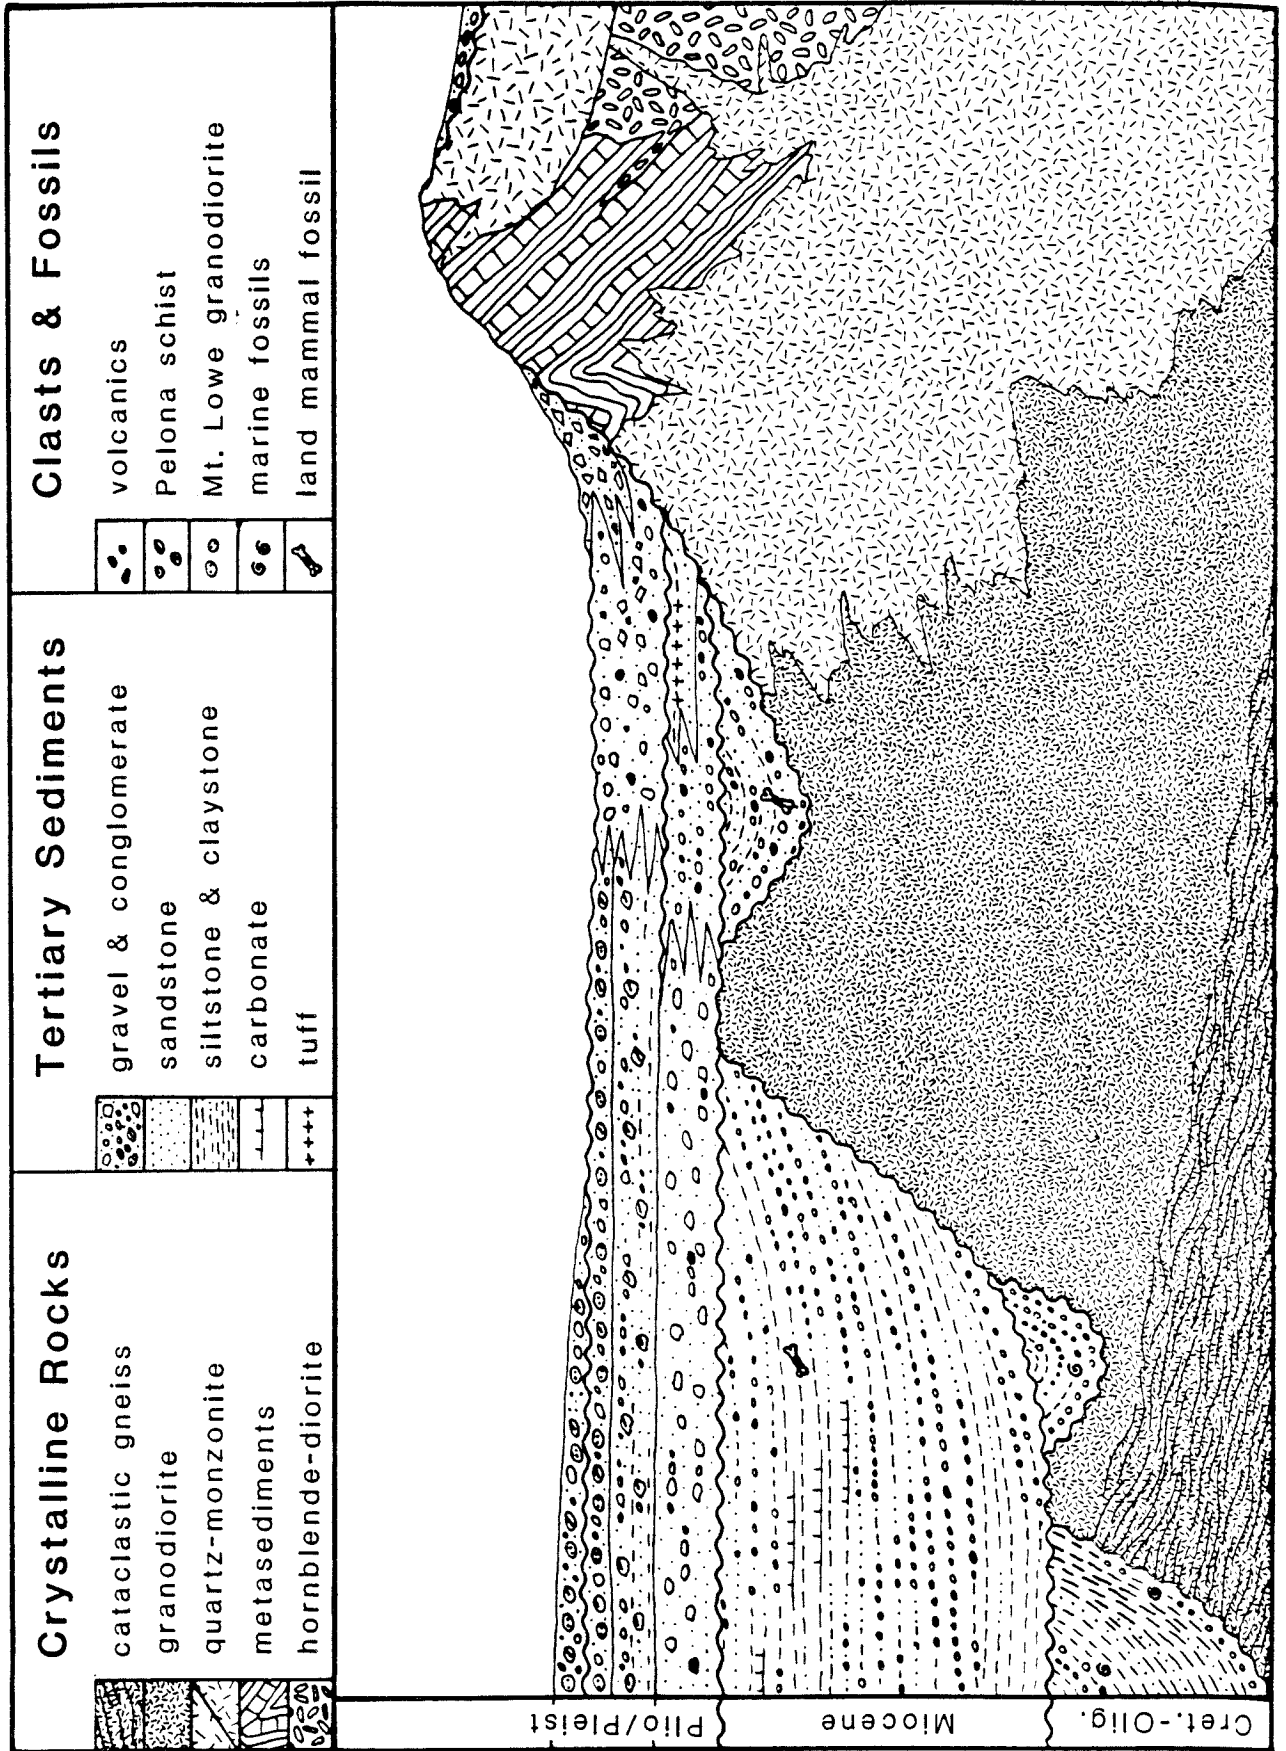 Crystalline Rocks
cataclastic gneiss
granodiorite
quartz-monzonite
metasediments
hornblende-diorite
Tertiary Sediments
gravel & conglomerate
sandstone
siltstone & claystone
carbonate
tuff
Clasts & Fossils
volcanics
Pelona schist
Mt. Lowe granodiorite
marine fossils
land mammal fossil
Plio/Pleist
Miocene
Cret.-Olig.